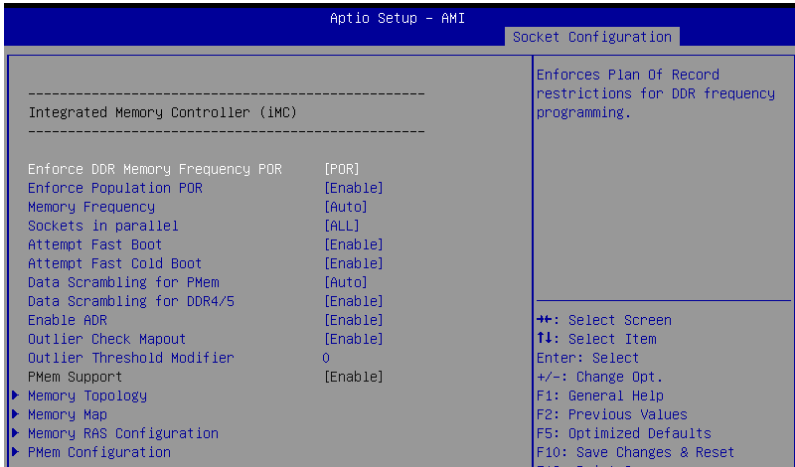 Aptio Setup – AMI
Socket Configuration
--------------------------------------------------
Integrated Memory Controller (iMC)
--------------------------------------------------
Enforce DDR Memory Frequency POR [POR]
Enforce Population POR [Enable]
Memory Frequency [Auto]
Sockets in parallel [ALL]
Attempt Fast Boot [Enable]
Attempt Fast Cold Boot [Enable]
Data Scrambling for PMem [Auto]
Data Scrambling for DDR4/5 [Enable]
Enable ADR [Enable]
Outlier Check Mapout [Enable]
Outlier Threshold Modifier 0
PMem Support [Enable]
Memory Topology
Memory Map
Memory RAS Configuration
PMem Configuration
Enforces Plan Of Record
restrictions for DDR frequency
programming.
→←: Select Screen
↑↓: Select Item
Enter: Select
+/-: Change Opt.
F1: General Help
F2: Previous Values
F5: Optimized Defaults
F10: Save Changes & Reset